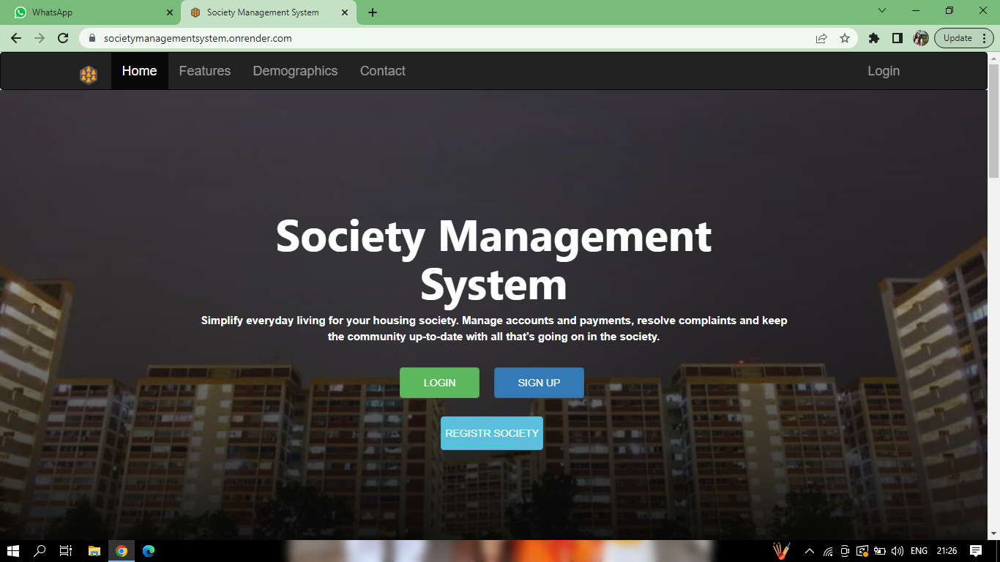 WhatsApp
Society Management System
societymanagementsystem.onrender.com
Update
Home Features Demographics Contact Login
Society Management
System
Simplify everyday living for your housing society. Manage accounts and payments, resolve complaints and keep
the community up-to-date with all that's going on in the society.
LOGIN SIGN UP
REGISTR SOCIETY
ENG 21:26